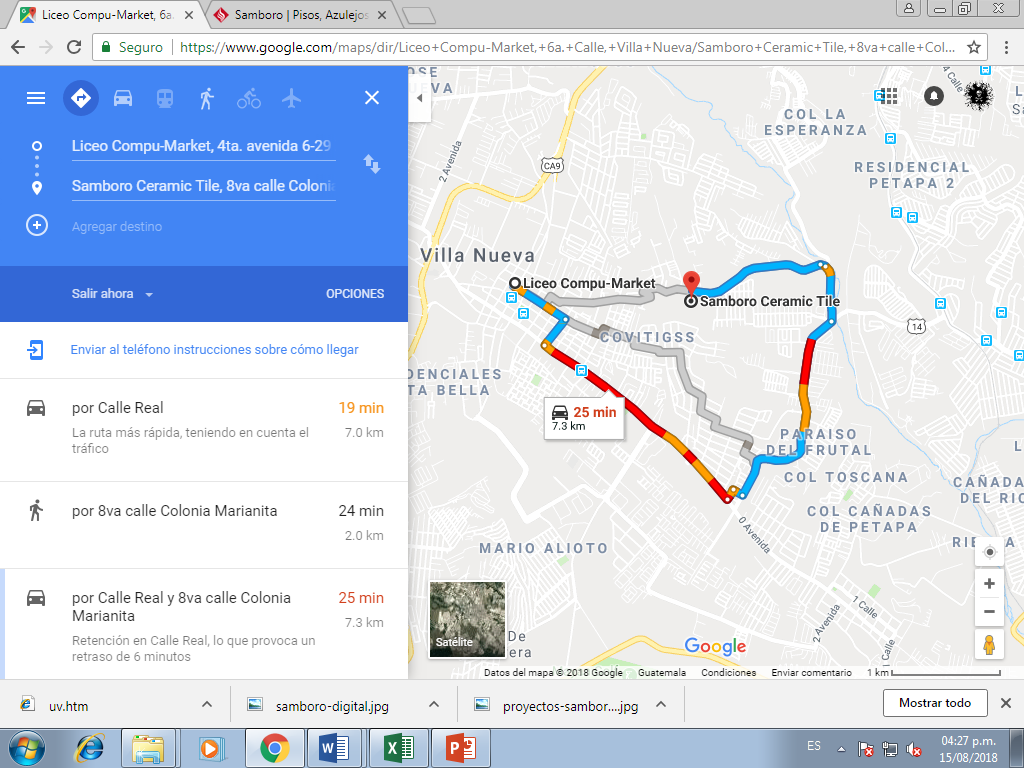 Liceo Compu-Market, 6a.
Samboro | Pisos, Azulejos
Seguro
https://www.google.com/maps/dir/Liceo+Compu-Market,+6a.+Calle,+Villa+Nueva/Samboro+Ceramic+Tile,+8va+calle+Col...
Liceo Compu-Market, 4ta. avenida 6-29
Samboro Ceramic Tile, 8va calle Coloni
Agregar destino
Salir ahora
OPCIONES
Enviar al teléfono instrucciones sobre cómo llegar
por Calle Real
19 min
La ruta más rápida, teniendo en cuenta el
tráfico
7.0 km
por 8va calle Colonia Marianita
24 min
2.0 km
por Calle Real y 8va calle Colonia
Marianita
25 min
7.3 km
Retención en Calle Real, lo que provoca un
retraso de 6 minutos
2 Avenida
CA9
COL LA
ESPERANZA
RESIDENCIAL
PETAPA 2
Villa Nueva
Liceo Compu-Market
Samboro Ceramic Tile
14
COVITIGSS
DENCIALES
TA BELLA
25 min
7.3 km
PARAISO
DEL FRUTAL
COL TOSCANA
CAÑADAS
DEL RIO
COL CAÑADAS
DE PETAPA
MARIO ALIOTO
0 Avenida
1 Calle
2 Avenida
Calle
De
Satélite
Google
Datos del mapa © 2018 Google
Guatemala
Condiciones
Enviar comentario
1 km
uv.htm
samboro-digital.jpg
proyectos-sambor....jpg
Mostrar todo
ES
04:27 p.m.
15/08/2018